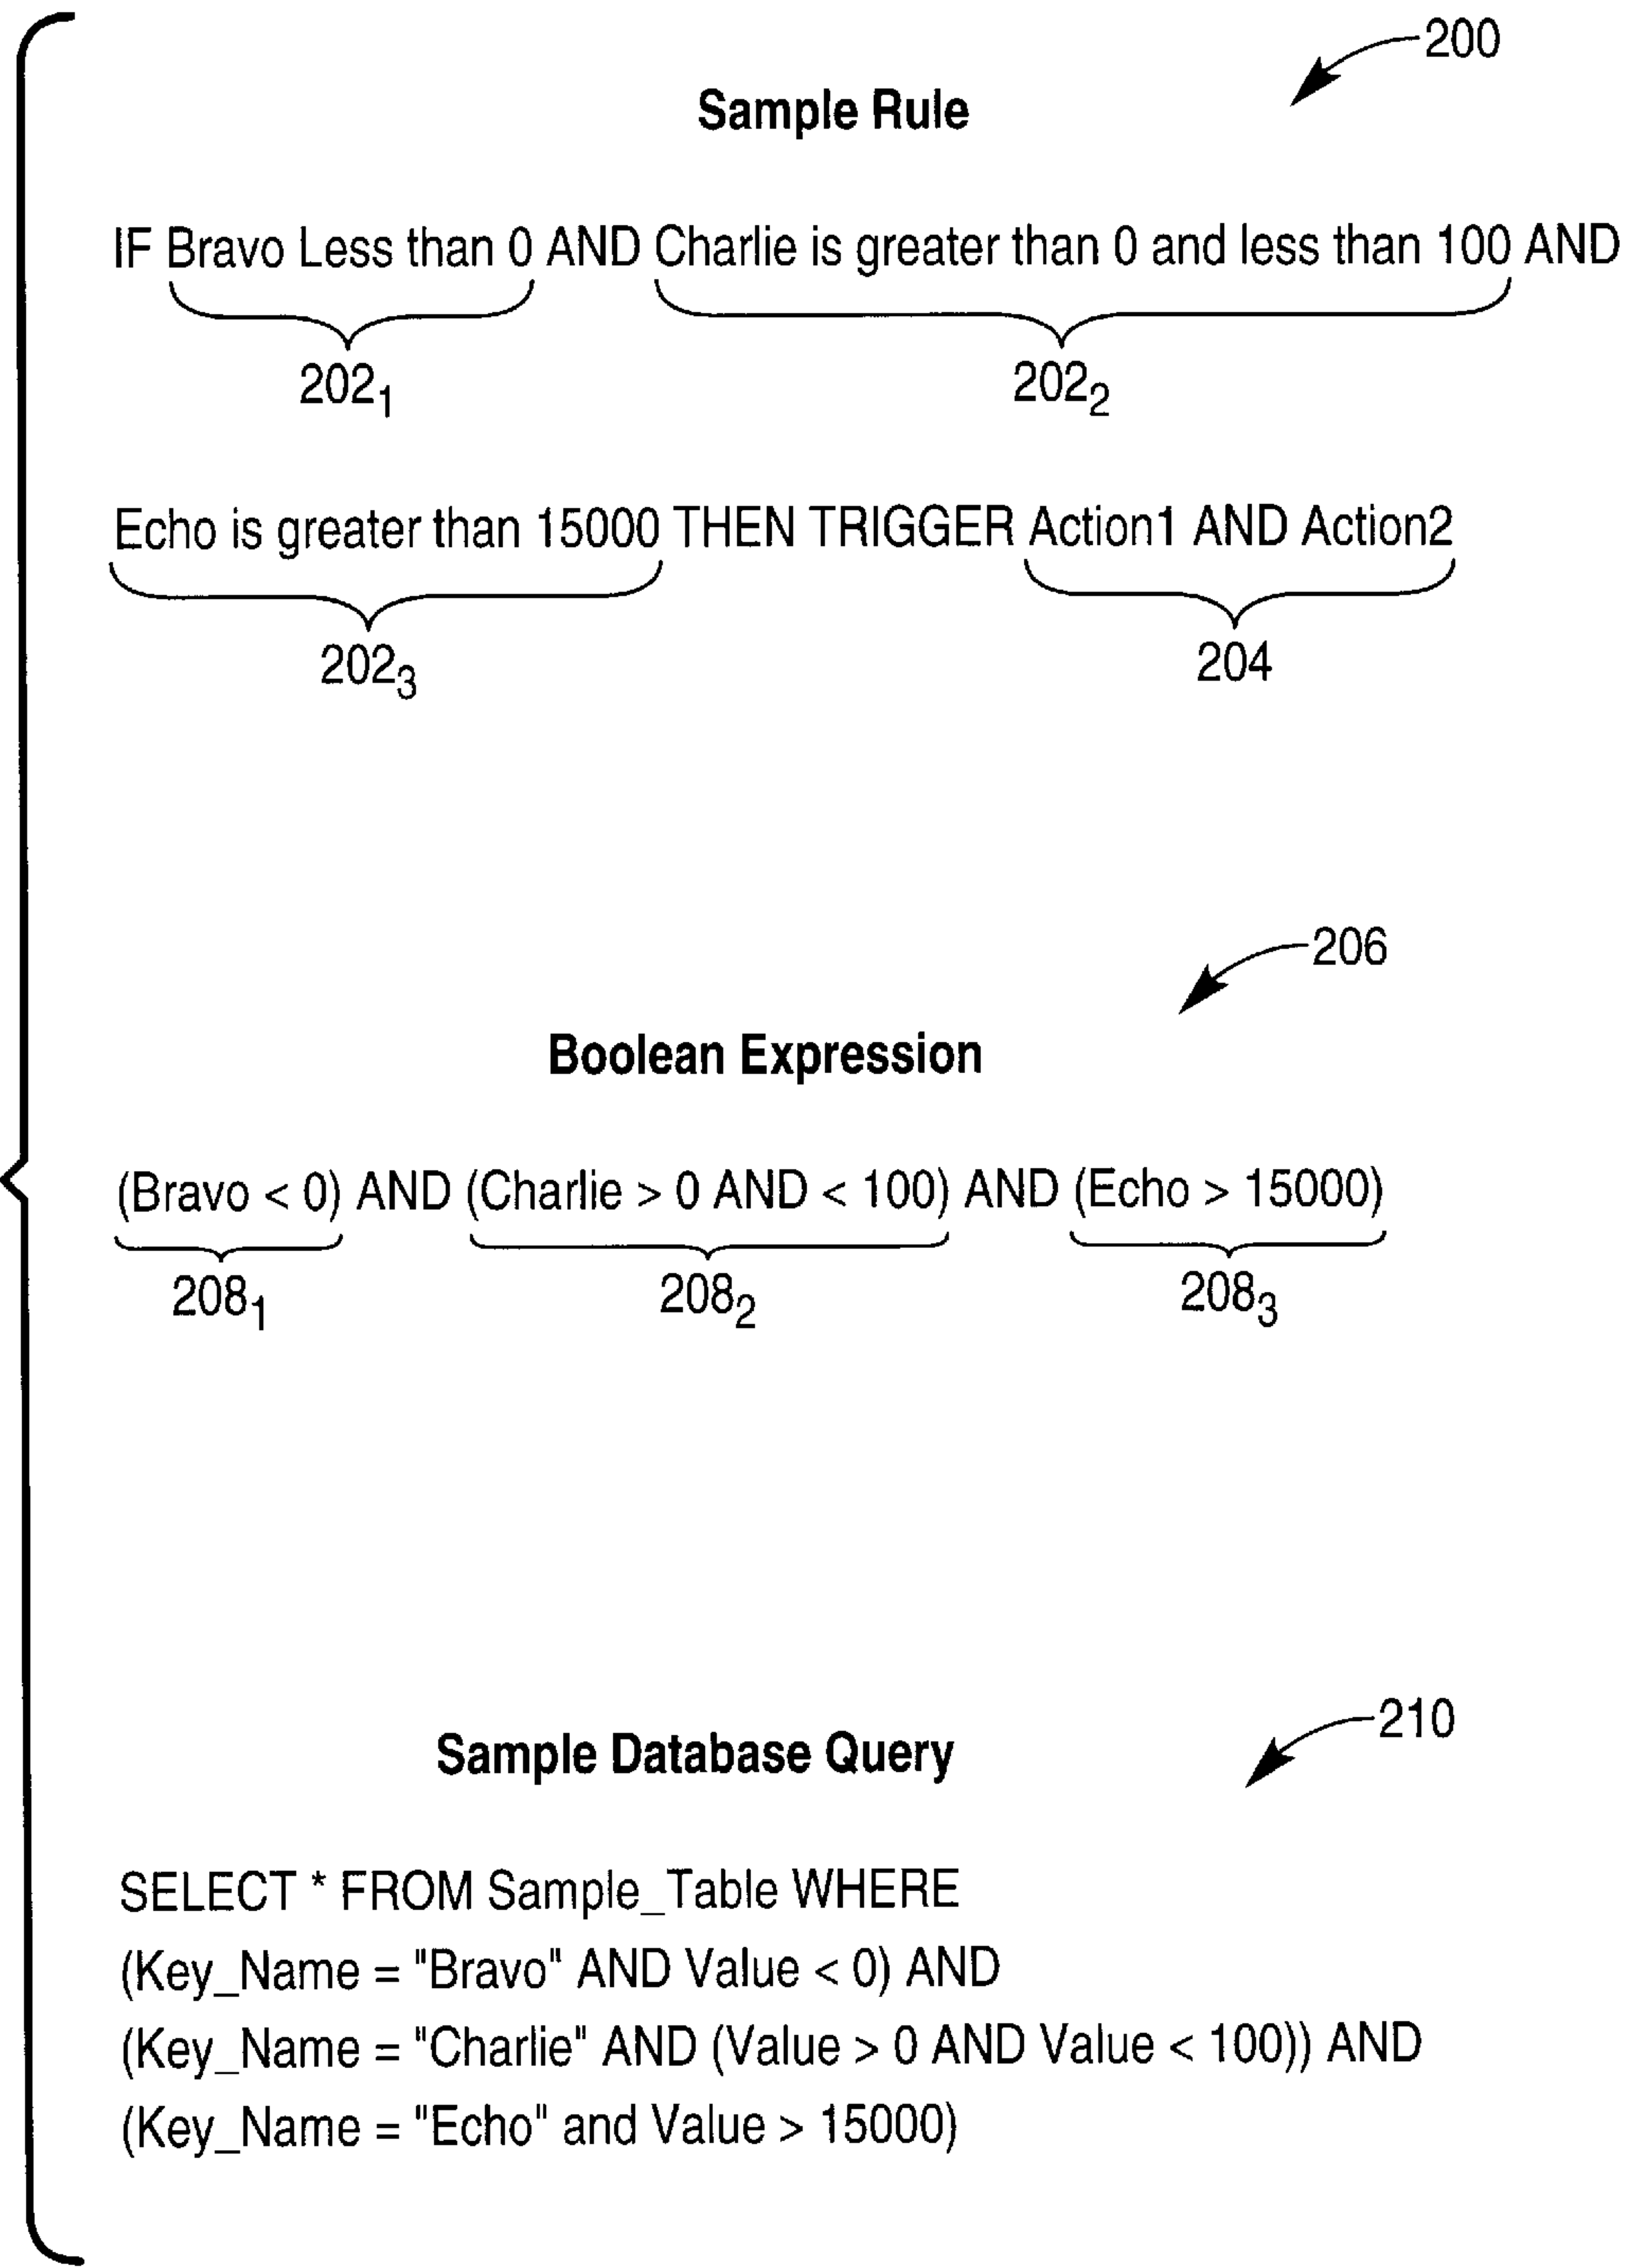 200
Sample Rule
IF Bravo Less than 0 AND Charlie is greater than 0 and less than 100 AND
202₁ 202₂
Echo is greater than 15000 THEN TRIGGER Action1 AND Action2
202₃ 204
206
Boolean Expression
(Bravo < 0) AND (Charlie > 0 AND < 100) AND (Echo > 15000)
208₁ 208₂ 208₃
210
Sample Database Query
SELECT * FROM Sample_Table WHERE
(Key_Name = "Bravo" AND Value < 0) AND
(Key_Name = "Charlie" AND (Value > 0 AND Value < 100)) AND
(Key_Name = "Echo" and Value > 15000)